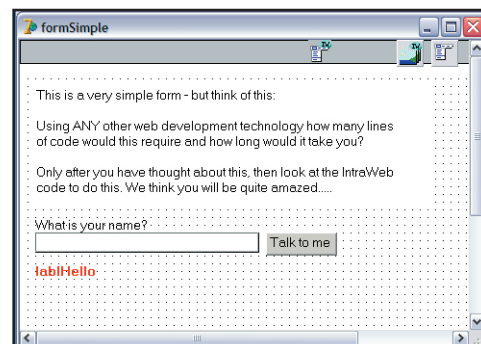 formSimple
This is a very simple form - but think of this:
Using ANY other web development technology how many lines
of code would this require and how long would it take you?
Only after you have thought about this, then look at the IntraWeb
code to do this. We think you will be quite amazed.....
What is your name?
Talk to me
lablHello